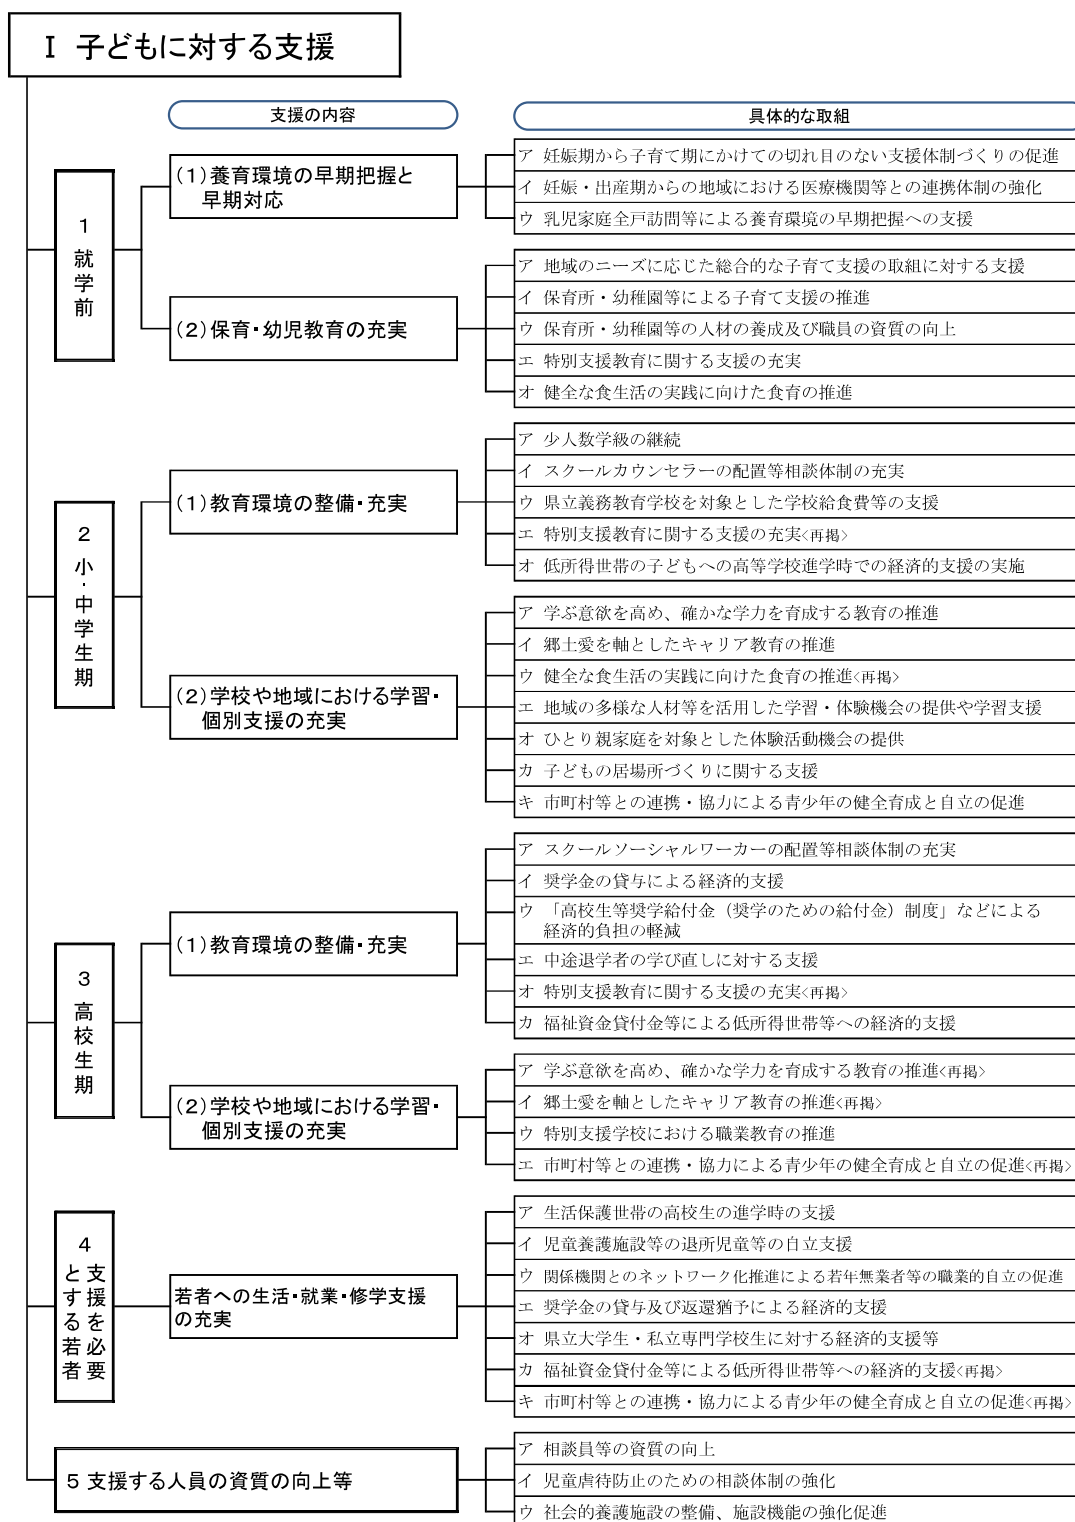 Ⅰ 子どもに対する支援
支援の内容
具体的な取組
1 就学前
(1)養育環境の早期把握と
早期対応
ア 妊娠期から子育て期にかけての切れ目のない支援体制づくりの促進
イ 妊娠・出産期からの地域における医療機関等との連携体制の強化
ウ 乳児家庭全戸訪問等による養育環境の早期把握への支援
(2)保育・幼児教育の充実
ア 地域のニーズに応じた総合的な子育て支援の取組に対する支援
イ 保育所・幼稚園等による子育て支援の推進
ウ 保育所・幼稚園等の人材の養成及び職員の資質の向上
エ 特別支援教育に関する支援の充実
オ 健全な食生活の実践に向けた食育の推進
2 小・中学生期
(1)教育環境の整備・充実
ア 少人数学級の継続
イ スクールカウンセラーの配置等相談体制の充実
ウ 県立義務教育学校を対象とした学校給食費等の支援
エ 特別支援教育に関する支援の充実<再掲>
オ 低所得世帯の子どもへの高等学校進学時での経済的支援の実施
(2)学校や地域における学習・
個別支援の充実
ア 学ぶ意欲を高め、確かな学力を育成する教育の推進
イ 郷土愛を軸としたキャリア教育の推進
ウ 健全な食生活の実践に向けた食育の推進<再掲>
エ 地域の多様な人材等を活用した学習・体験機会の提供や学習支援
オ ひとり親家庭を対象とした体験活動機会の提供
カ 子どもの居場所づくりに関する支援
キ 市町村等との連携・協力による青少年の健全育成と自立の促進
3 高校生期
(1)教育環境の整備・充実
ア スクールソーシャルワーカーの配置等相談体制の充実
イ 奨学金の貸与による経済的支援
ウ 「高校生等奨学給付金（奨学のための給付金）制度」などによる
経済的負担の軽減
エ 中途退学者の学び直しに対する支援
オ 特別支援教育に関する支援の充実<再掲>
カ 福祉資金貸付金等による低所得世帯等への経済的支援
(2)学校や地域における学習・
個別支援の充実
ア 学ぶ意欲を高め、確かな学力を育成する教育の推進<再掲>
イ 郷土愛を軸としたキャリア教育の推進<再掲>
ウ 特別支援学校における職業教育の推進
エ 市町村等との連携・協力による青少年の健全育成と自立の促進<再掲>
4 支援を必要
とする若者
若者への生活・就業・修学支援
の充実
ア 生活保護世帯の高校生の進学時の支援
イ 児童養護施設等の退所児童等の自立支援
ウ 関係機関とのネットワーク化推進による若年無業者等の職業的自立の促進
エ 奨学金の貸与及び返還猶予による経済的支援
オ 県立大学生・私立専門学校生に対する経済的支援等
カ 福祉資金貸付金等による低所得世帯等への経済的支援<再掲>
キ 市町村等との連携・協力による青少年の健全育成と自立の促進<再掲>
5 支援する人員の資質の向上等
ア 相談員等の資質の向上
イ 児童虐待防止のための相談体制の強化
ウ 社会的養護施設の整備、施設機能の強化促進